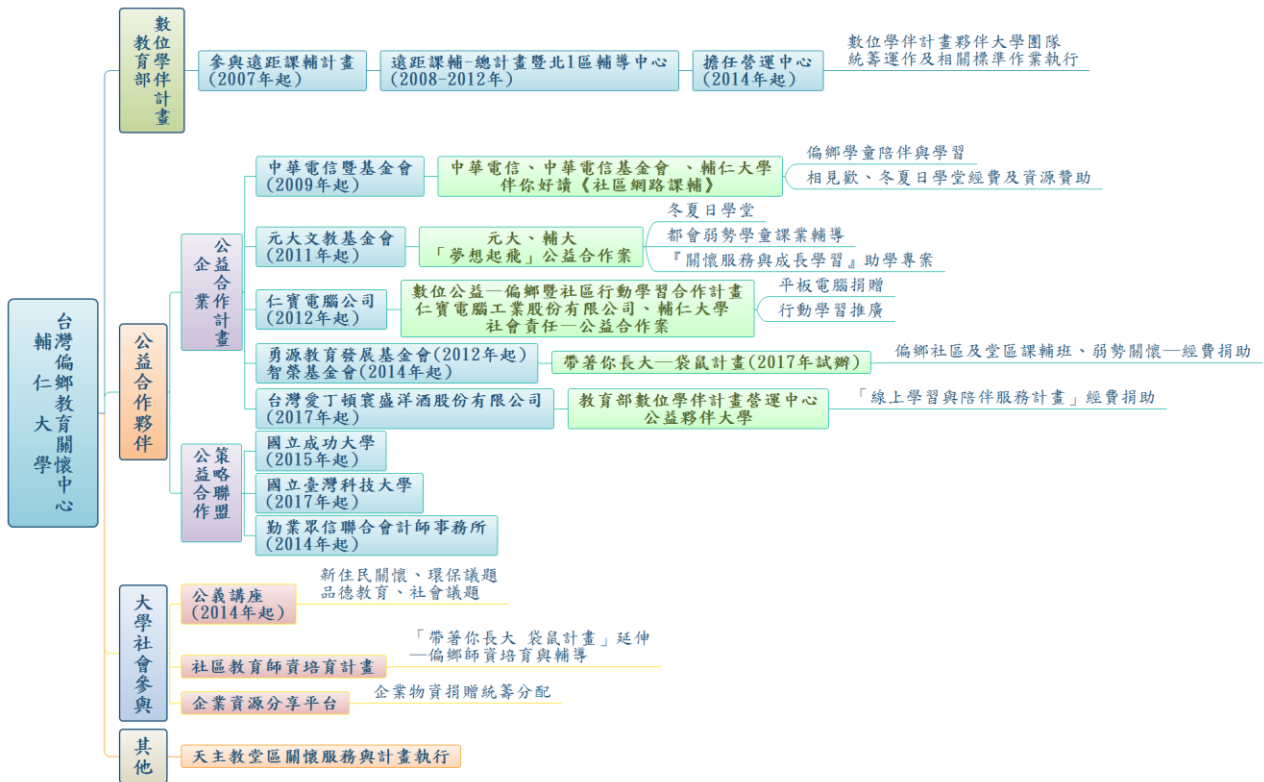 輔仁大學
台灣偏鄉教育關懷中心
教育部
數位學伴計畫
參與遠距課輔計畫
(2007年起)
遠距課輔-總計畫暨北1區輔導中心
(2008-2012年)
擔任營運中心
(2014年起)
數位學伴計畫夥伴大學團隊
統籌運作及相關標準作業執行
公益合作夥伴
企業
公益合作計畫
中華電信暨基金會
(2009年起)
中華電信、中華電信基金會 、輔仁大學
伴你好讀《社區網路課輔》
偏鄉學童陪伴與學習
相見歡、冬夏日學堂經費及資源贊助
元大文教基金會
(2011年起)
元大、輔大
「夢想起飛」公益合作案
冬夏日學堂
都會弱勢學童課業輔導
『關懷服務與成長學習』助學專案
仁寶電腦公司
(2012年起)
數位公益—偏鄉暨社區行動學習合作計畫
仁寶電腦工業股份有限公司、輔仁大學
社會責任—公益合作案
平板電腦捐贈
行動學習推廣
勇源教育發展基金會(2012年起)
智榮基金會(2014年起)
帶著你長大—袋鼠計畫(2017年試辦)
偏鄉社區及堂區課輔班、弱勢關懷—經費捐助
台灣愛丁頓寰盛洋酒股份有限公司
(2017年起)
教育部數位學伴計畫營運中心
公益夥伴大學
「線上學習與陪伴服務計畫」經費捐助
公益合作
策略聯盟
國立成功大學
(2015年起)
國立臺灣科技大學
(2017年起)
勤業眾信聯合會計師事務所
(2014年起)
大學社會參與
公義講座
(2014年起)
新住民關懷、環保議題
品德教育、社會議題
社區教育師資培育計畫
「帶著你長大 袋鼠計畫」延伸
—偏鄉師資培育與輔導
企業資源分享平台
企業物資捐贈統籌分配
其他
天主教堂區關懷服務與計畫執行